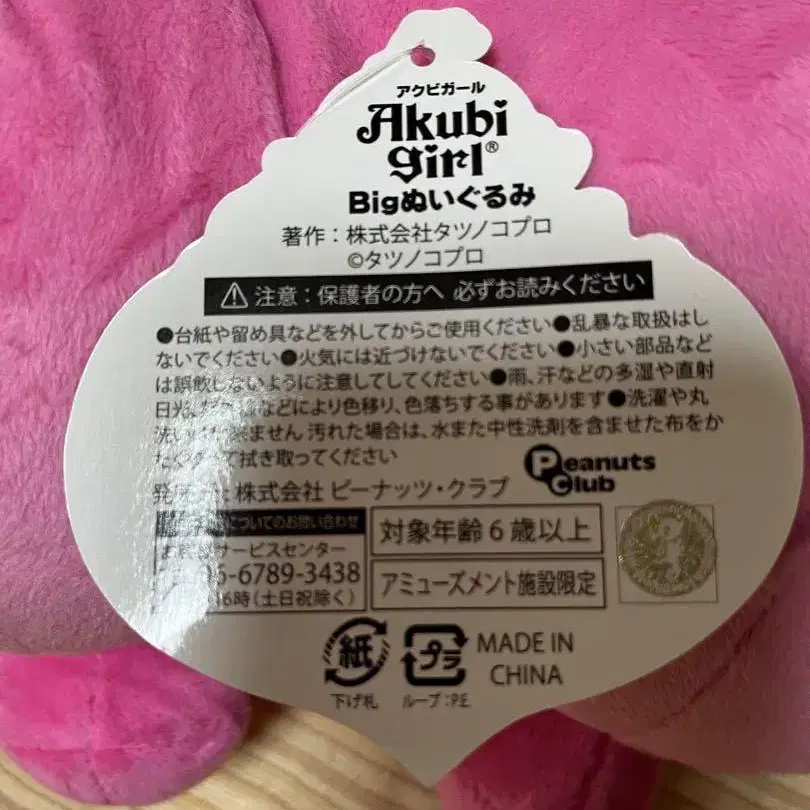 アクビガール
Akubi
girl®
Bigぬいぐるみ
著作：株式会社タツノコプロ
©タツノコプロ
⚠注意：保護者の方へ 必ずお読みください
●台紙や留め具などを外してからご使用ください●乱暴な取扱はし
ないでください●火気には近づけないでください●小さい部品など
は誤飲しないように注意してしてください●雨、汗などの多湿や直射
日光、などにより色移り、色落ちする事があります●洗濯や丸
洗い ません 汚れた場合は、水また中性洗剤を含ませた布をか
た て拭き取ってください
Peanuts
Club
発売元：株式会社 ピーナッツ・クラブ
についてのお問い合わせ
サービスセンター
6-6789-3438
16時（土日祝除く）
対象年齢６歳以上
アミューズメント施設限定
紙
下げ札
プラ
ループ：P.E
MADE IN
CHINA